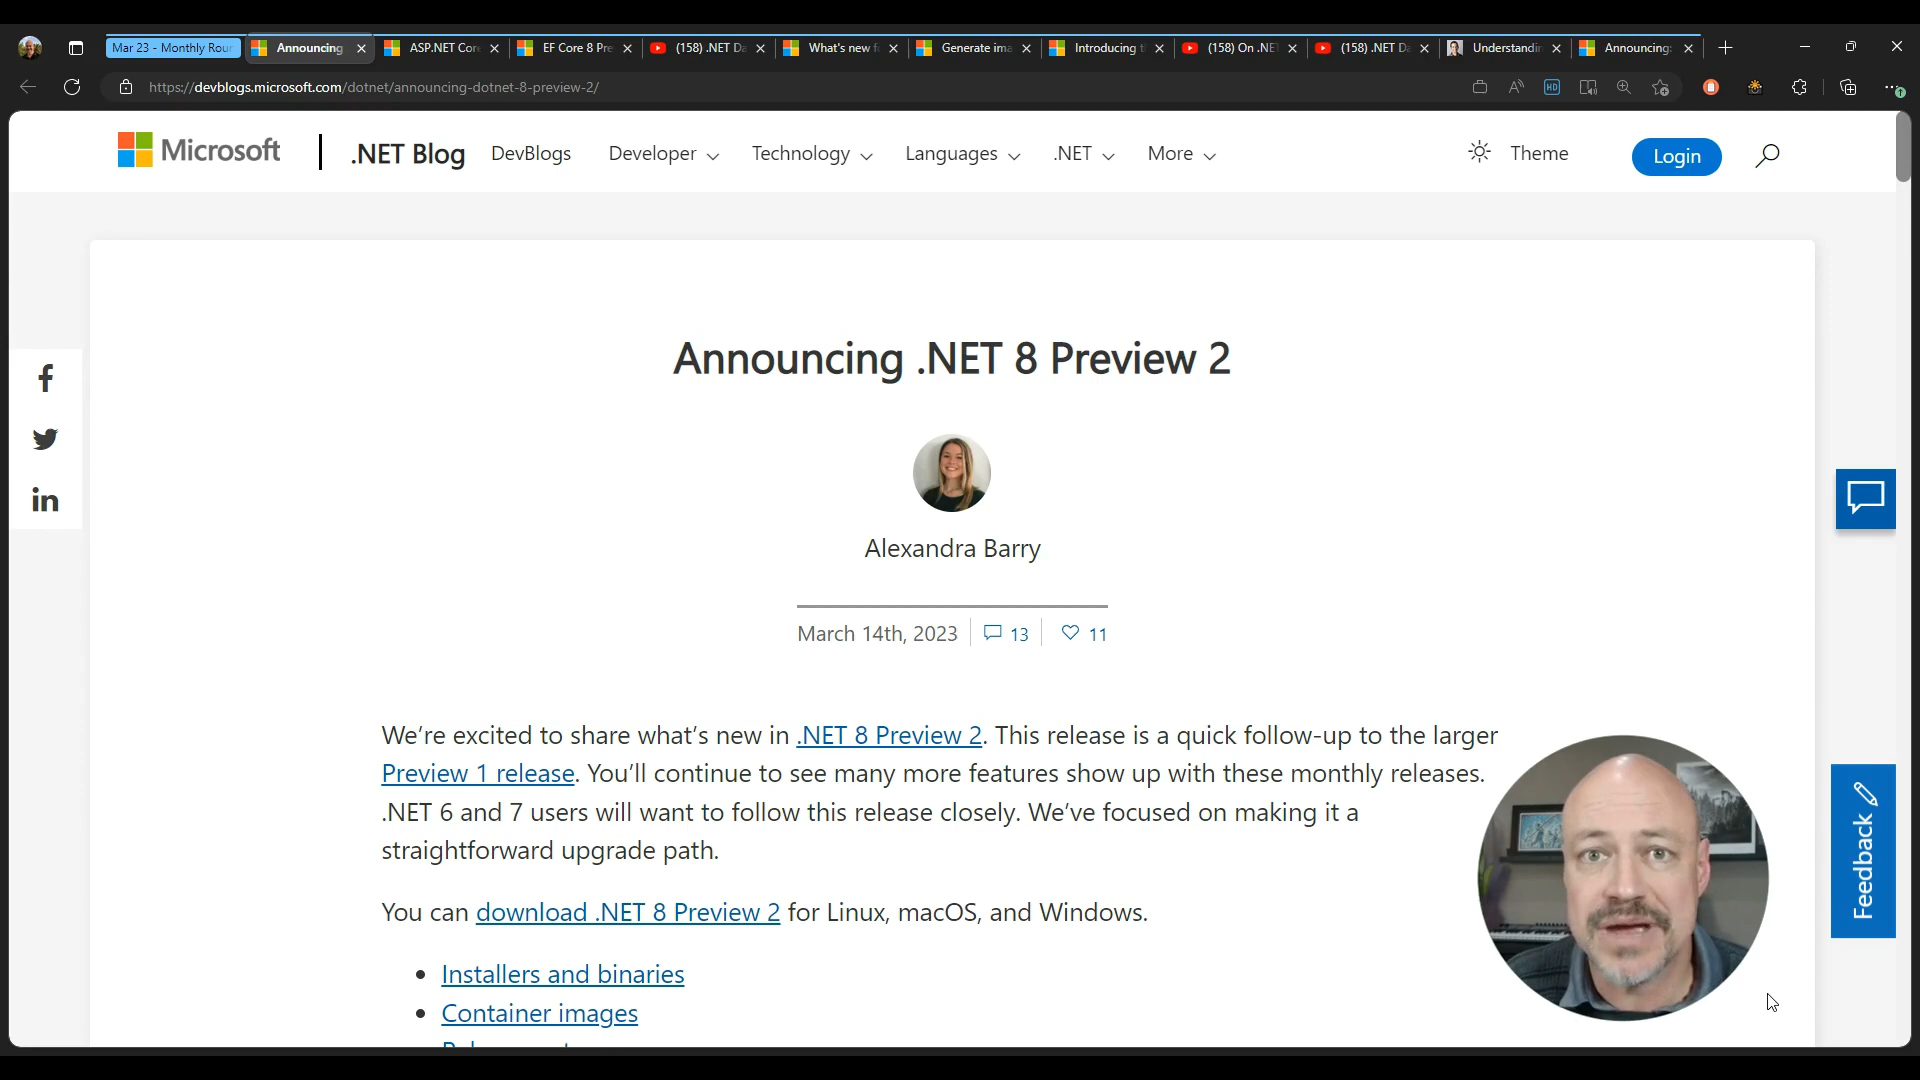 Mar 23 - Monthly Rour
Announcing
ASP.NET Cor
EF Core 8 Pre
(158) .NET Da
What's new f
Generate ima
Introducing t
(158) On .NET
(158) .NET Da
Understandin
Announcing:
https://devblogs.microsoft.com/dotnet/announcing-dotnet-8-preview-2/
HD
Microsoft
.NET Blog
DevBlogs
Developer
Technology
Languages
.NET
More
Theme
Login
Announcing .NET 8 Preview 2
Alexandra Barry
March 14th, 2023 13 11
We're excited to share what's new in .NET 8 Preview 2. This release is a quick follow-up to the larger
Preview 1 release. You'll continue to see many more features show up with these monthly releases.
.NET 6 and 7 users will want to follow this release closely. We've focused on making it a
straightforward upgrade path.
You can download .NET 8 Preview 2 for Linux, macOS, and Windows.
Installers and binaries
Container images
Feedback